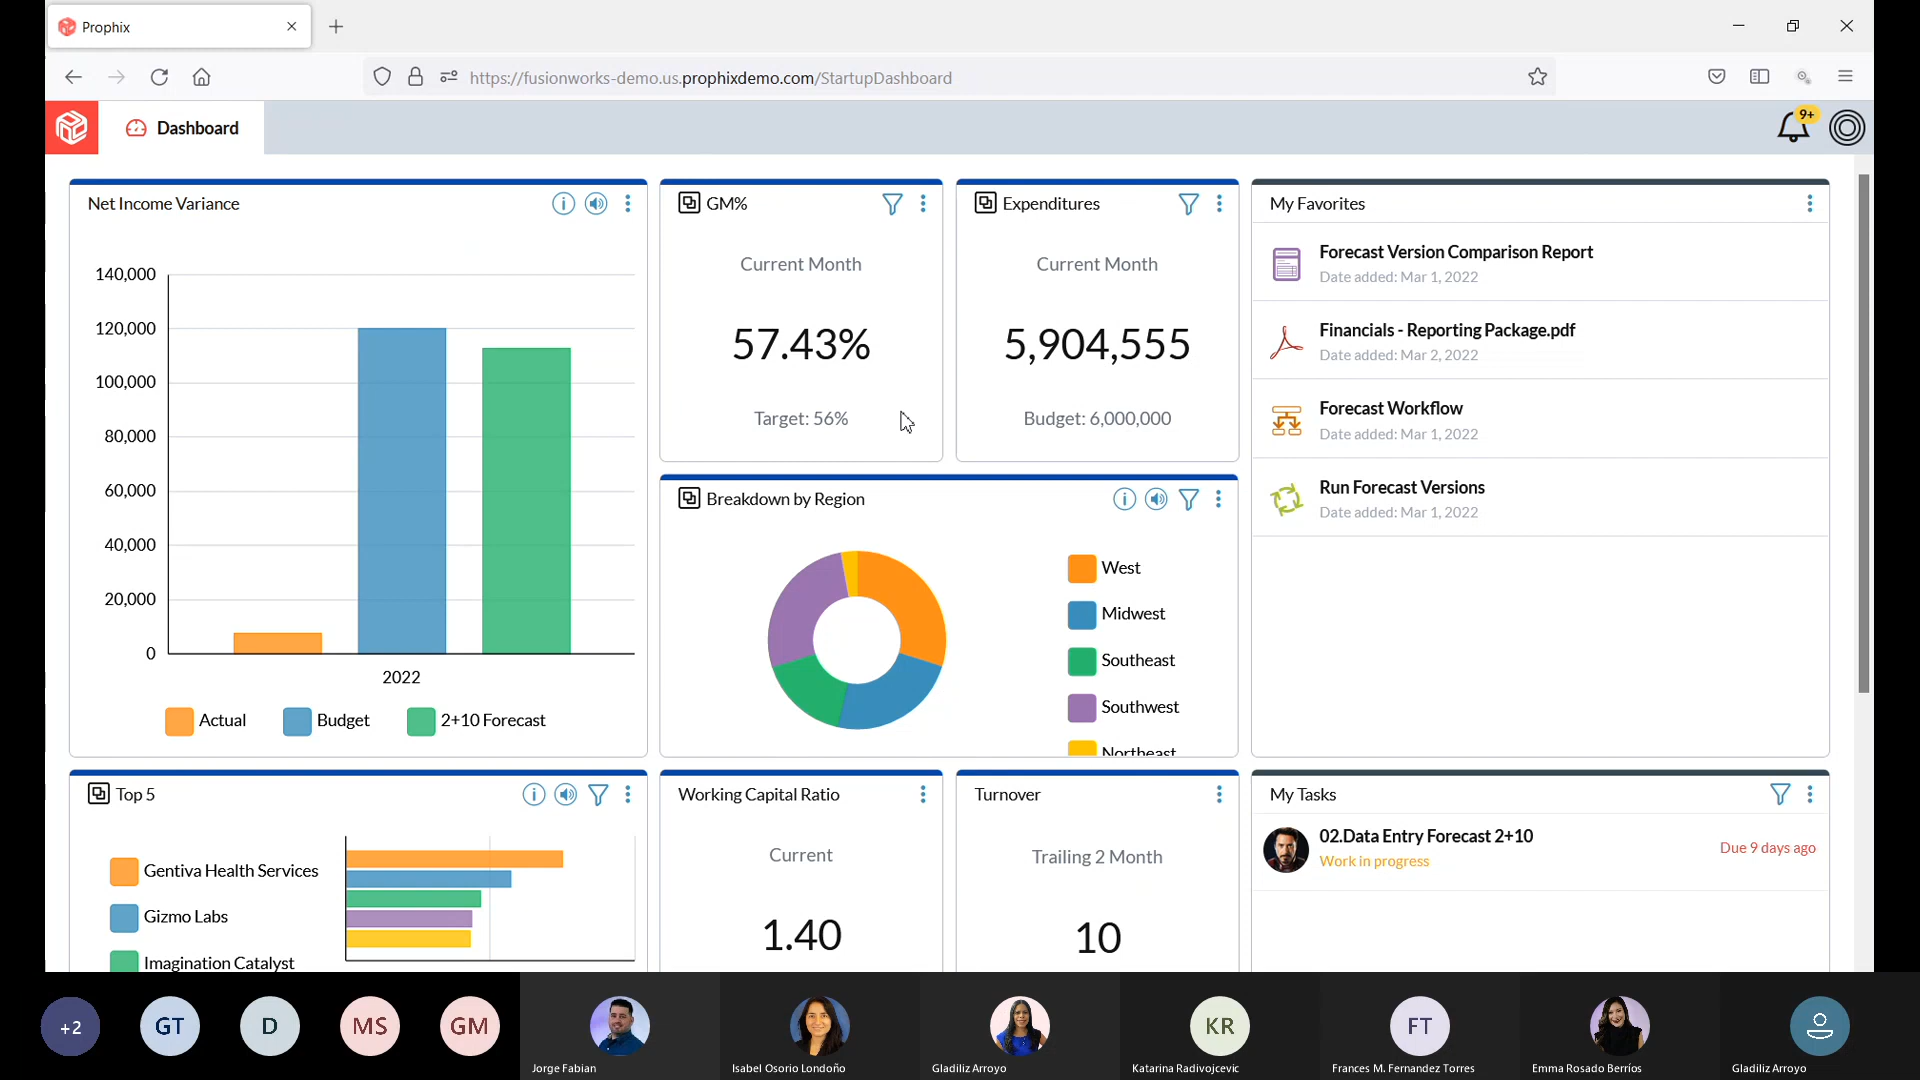 Prophix
https://fusionworks-demo.us.prophixdemo.com/StartupDashboard
Dashboard
9+
Net Income Variance
140,000
120,000
100,000
80,000
60,000
40,000
20,000
0
2022
Actual
Budget
2+10 Forecast
GM%
Current Month
57.43%
Target: 56%
Expenditures
Current Month
5,904,555
Budget: 6,000,000
Breakdown by Region
West
Midwest
Southeast
Southwest
Northeast
My Favorites
Forecast Version Comparison Report
Date added: Mar 1, 2022
Financials - Reporting Package.pdf
Date added: Mar 2, 2022
Forecast Workflow
Date added: Mar 1, 2022
Run Forecast Versions
Date added: Mar 1, 2022
Top 5
Gentiva Health Services
Gizmo Labs
Imagination Catalyst
Working Capital Ratio
Current
1.40
Turnover
Trailing 2 Month
10
My Tasks
02.Data Entry Forecast 2+10
Work in progress
Due 9 days ago
+2
GT
D
MS
GM
Jorge Fabian
Isabel Osorio Londoño
Gladiliz Arroyo
KR
Katarina Radivojcevic
FT
Frances M. Fernandez Torres
Emma Rosado Berríos
Gladiliz Arroyo